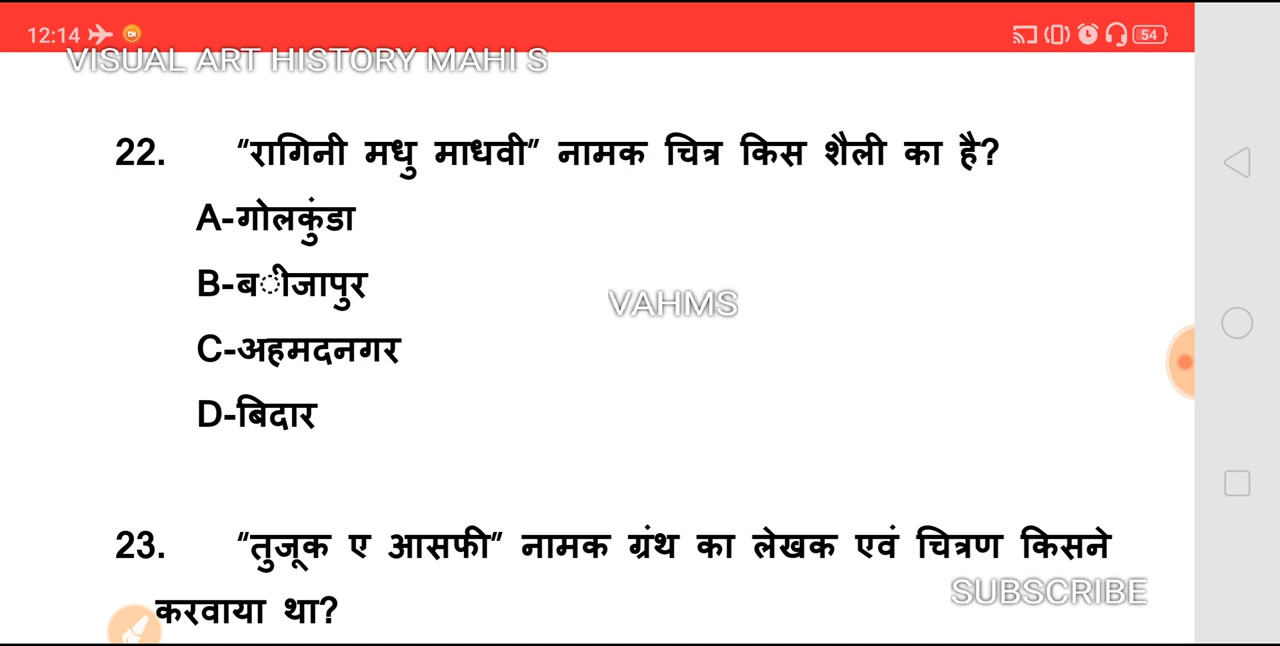 12:14
54
VISUAL ART HISTORY MAHI S
22. “रागिनी मधु माधवी” नामक चित्र किस शैली का है?
A-गोलकुंडा
B-बीजापुर
VAHMS
C-अहमदनगर
D-बिदार
23. “तुजूक ए आसफी” नामक ग्रंथ का लेखक एवं चित्रण किसने
SUBSCRIBE
करवाया था?